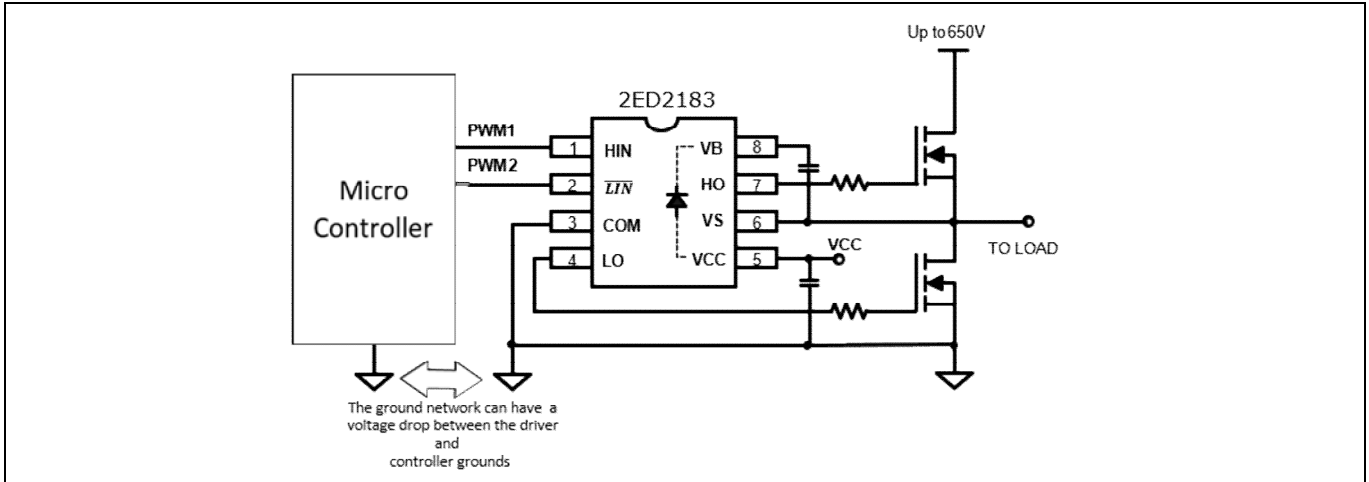 Up to 650V
2ED2183
PWM1
PWM2
Micro
Controller
1 HIN
2 LIN
3 COM
4 LO
VB 8
HO 7
VS 6
VCC 5
VCC
TO LOAD
The ground network can have a
voltage drop between the driver
and
controller grounds